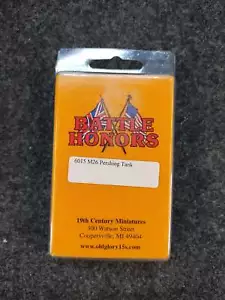 BATTLE
HONORS
6015 M26 Pershing Tank
19th Century Miniatures
300 Watson Street
Coopersville, MI 49404
www.oldglory15s.com